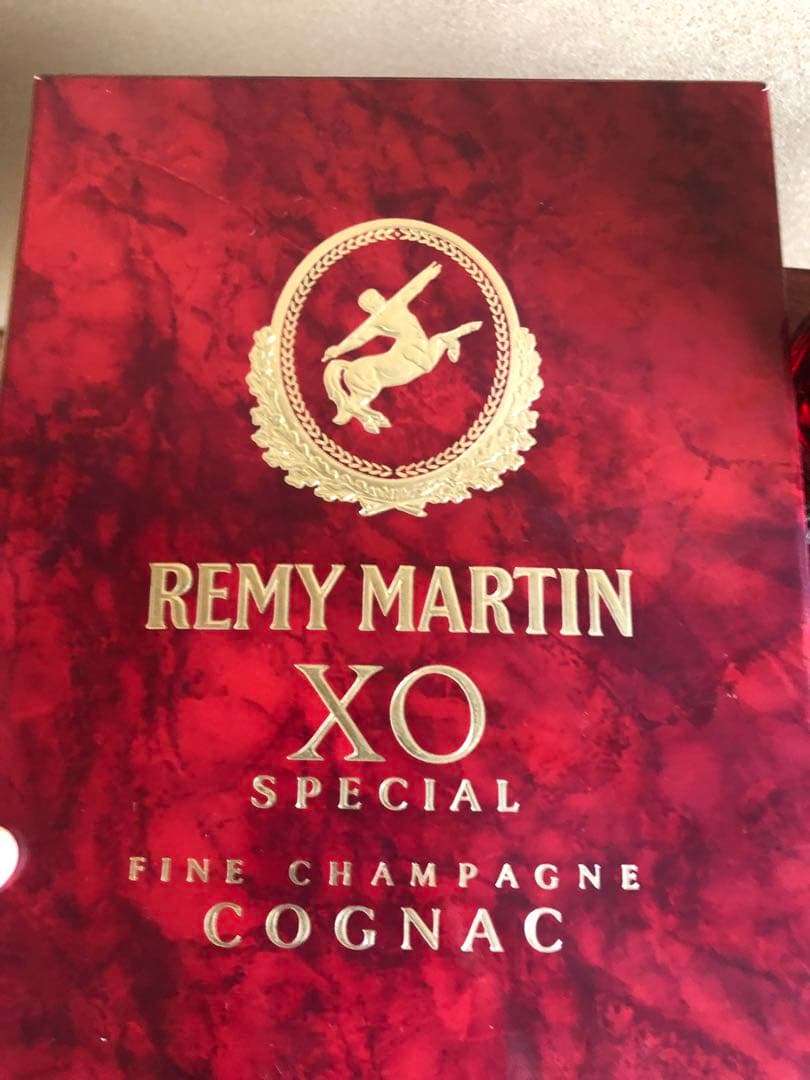 REMY MARTIN
XO
SPECIAL
FINE CHAMPAGNE
COGNAC